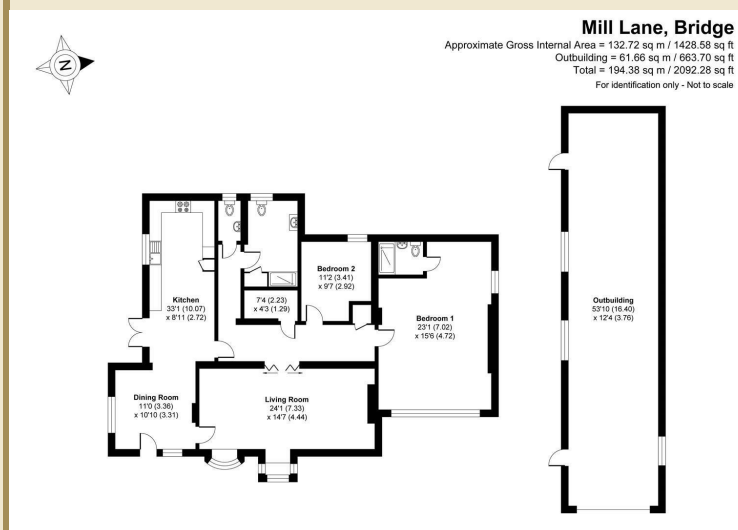 Mill Lane, Bridge
Approximate Gross Internal Area = 132.72 sq m / 1428.58 sq ft
Outbuilding = 61.66 sq m / 663.70 sq ft
Total = 194.38 sq m / 2092.28 sq ft
For identification only - Not to scale
N
Kitchen
33'1 (10.07)
x 8'11 (2.72)
7'4 (2.23)
x 4'3 (1.29)
Bedroom 2
11'2 (3.41)
x 9'7 (2.92)
Bedroom 1
23'1 (7.02)
x 15'6 (4.72)
Dining Room
11'0 (3.36)
x 10'10 (3.31)
Living Room
24'1 (7.33)
x 14'7 (4.44)
Outbuilding
53'10 (16.40)
x 12'4 (3.76)